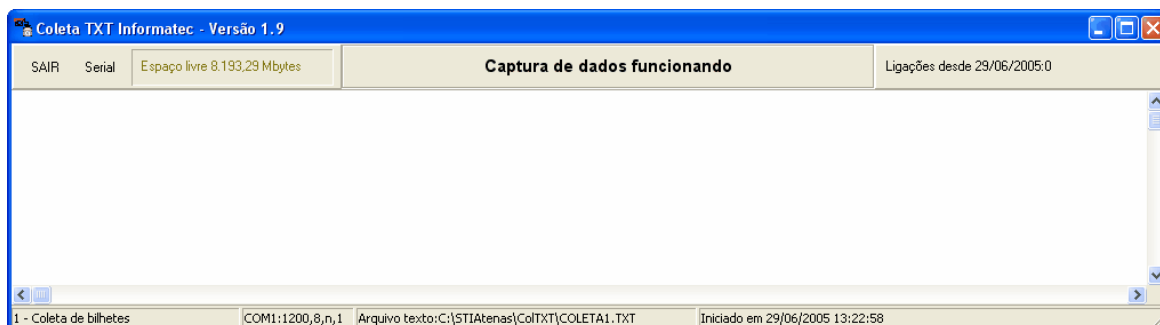 Coleta TXT Informatec - Versão 1.9
SAIR Serial Espaço livre 8.193,29 Mbytes Captura de dados funcionando Ligações desde 29/06/2005:0
1 - Coleta de bilhetes COM1:1200,8,n,1 Arquivo texto:C:\STIAtenas\ColTXT\COLETA1.TXT Iniciado em 29/06/2005 13:22:58